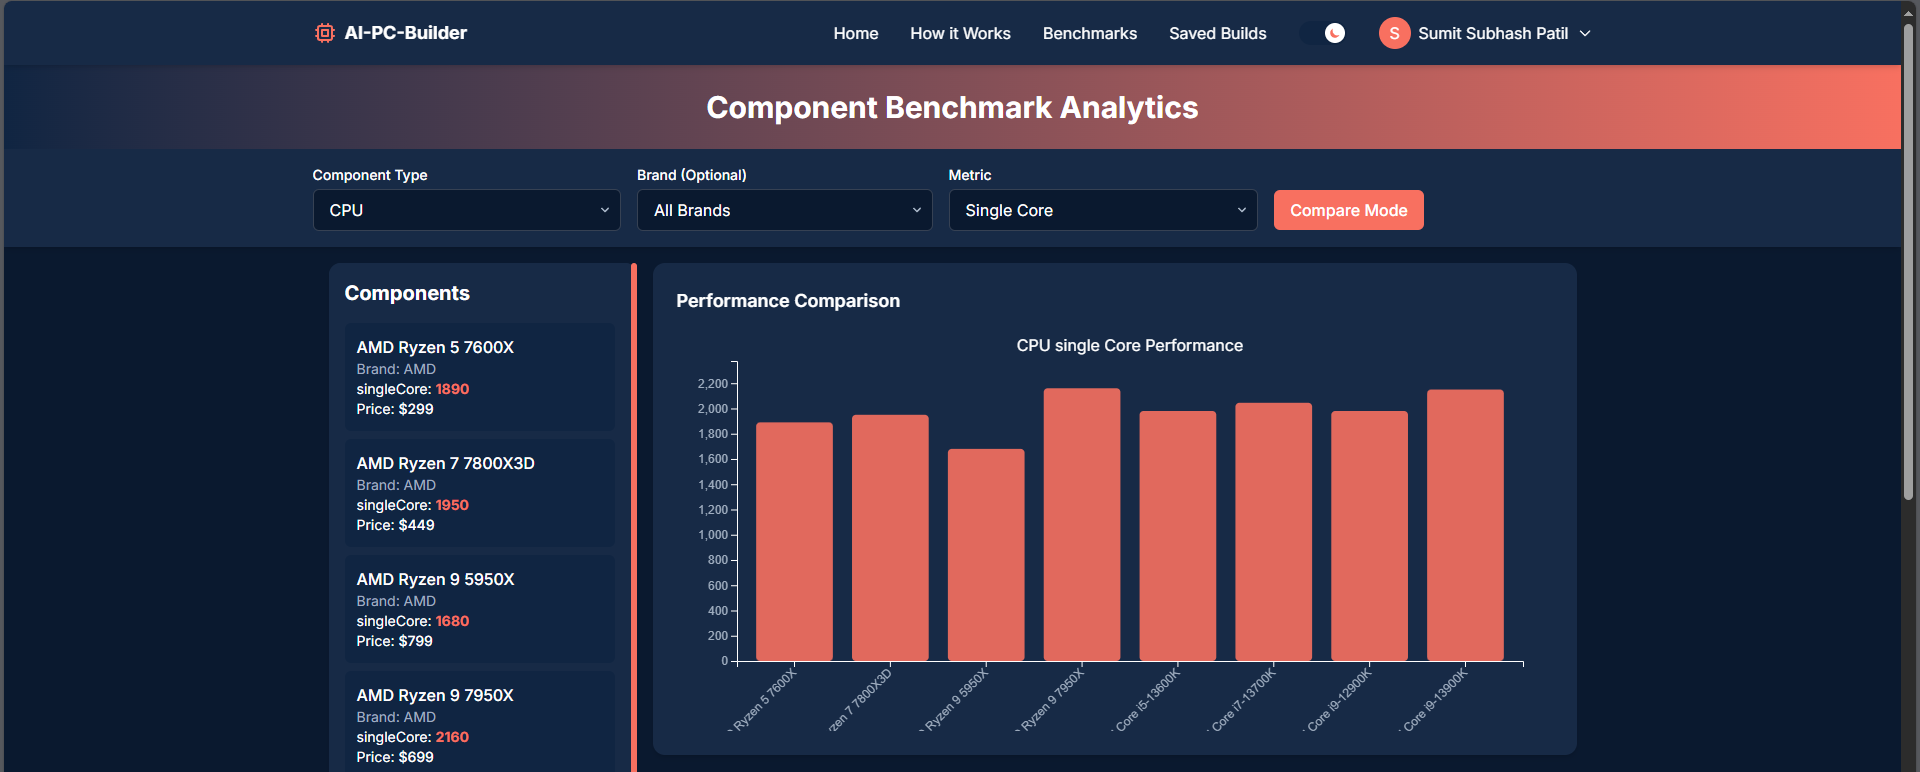 AI-PC-Builder
Home
How it Works
Benchmarks
Saved Builds
S
Sumit Subhash Patil
Component Benchmark Analytics
Component Type
CPU
Brand (Optional)
All Brands
Metric
Single Core
Compare Mode
Components
AMD Ryzen 5 7600X
Brand: AMD
singleCore: 1890
Price: $299
AMD Ryzen 7 7800X3D
Brand: AMD
singleCore: 1950
Price: $449
AMD Ryzen 9 5950X
Brand: AMD
singleCore: 1680
Price: $799
AMD Ryzen 9 7950X
Brand: AMD
singleCore: 2160
Price: $699
Performance Comparison
CPU single Core Performance
2,200
2,000
1,800
1,600
1,400
1,200
1,000
800
600
400
200
0
Ryzen 5 7600X
7 7800X3D
Ryzen 9 5950X
Ryzen 9 7950X
Core i5-13600K
Core i7-13700K
Core i9-12900K
Core i9-13900K